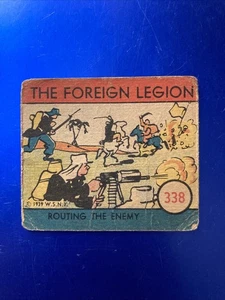 THE FOREIGN LEGION
338
© 1939 W.S.N.Y.
ROUTING THE ENEMY